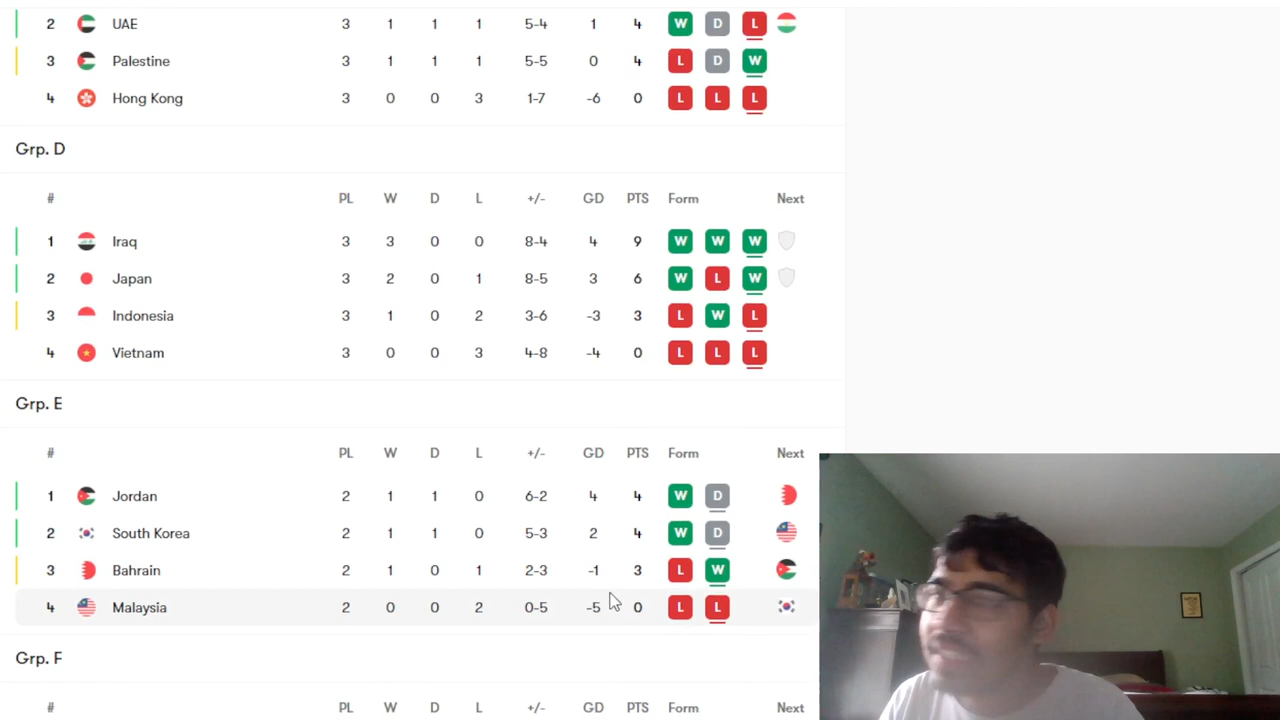 2 UAE 3 1 1 1 5-4 1 4 W D L
3 Palestine 3 1 1 1 5-5 0 4 L D W
4 Hong Kong 3 0 0 3 1-7 -6 0 L L L
Grp. D
# PL W D L +/- GD PTS Form Next
1 Iraq 3 3 0 0 8-4 4 9 W W W
2 Japan 3 2 0 1 8-5 3 6 W L W
3 Indonesia 3 1 0 2 3-6 -3 3 L W L
4 Vietnam 3 0 0 3 4-8 -4 0 L L L
Grp. E
# PL W D L +/- GD PTS Form Next
1 Jordan 2 1 1 0 6-2 4 4 W D
2 South Korea 2 1 1 0 5-3 2 4 W D
3 Bahrain 2 1 0 1 2-3 -1 3 L W
4 Malaysia 2 0 0 2 0-5 -5 0 L L
Grp. F
# PL W D L +/- GD PTS Form Next